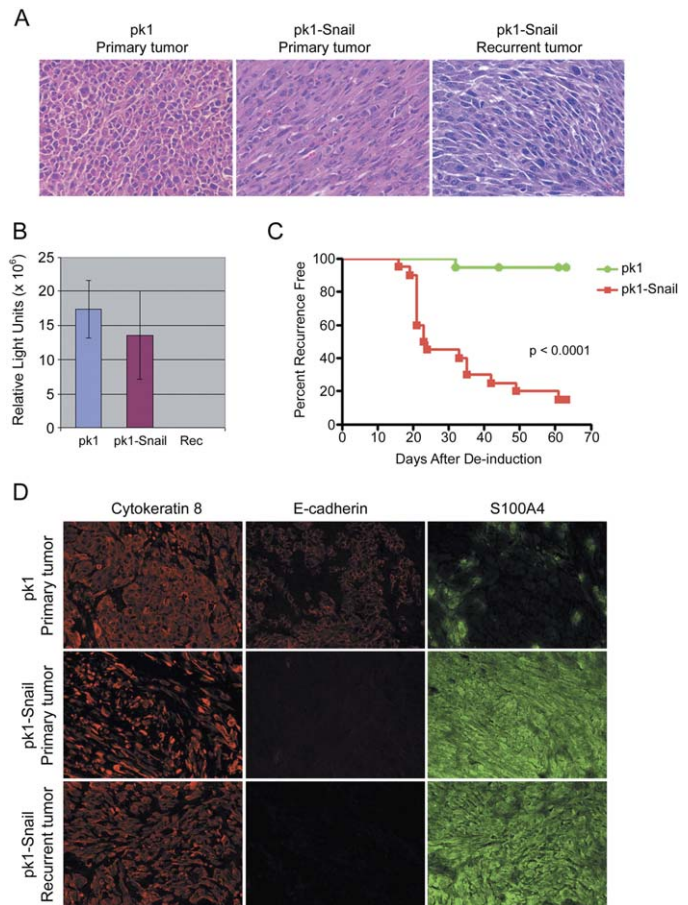 A
pk1
Primary tumor
pk1-Snail
Primary tumor
pk1-Snail
Recurrent tumor
B
Relative Light Units (x 10⁶)
25
20
15
10
5
0
pk1
pk1-Snail
Rec
C
Percent Recurrence Free
100
80
60
40
20
0
10
20
30
40
50
60
70
Days After De-induction
pk1
pk1-Snail
p < 0.0001
D
Cytokeratin 8
E-cadherin
S100A4
pk1
Primary tumor
pk1-Snail
Primary tumor
pk1-Snail
Recurrent tumor